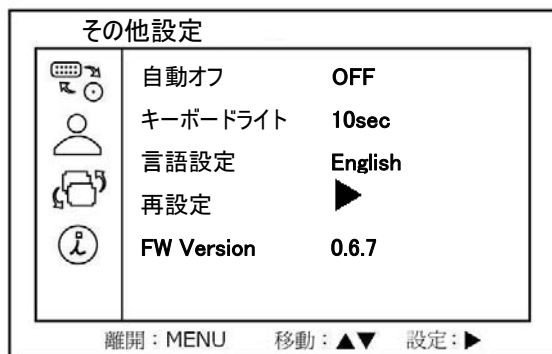 その他設定
自動オフ OFF
キーボードライト 10sec
言語設定 English
再設定 ▶
FW Version 0.6.7
離開：MENU 移動：▲▼ 設定：▶